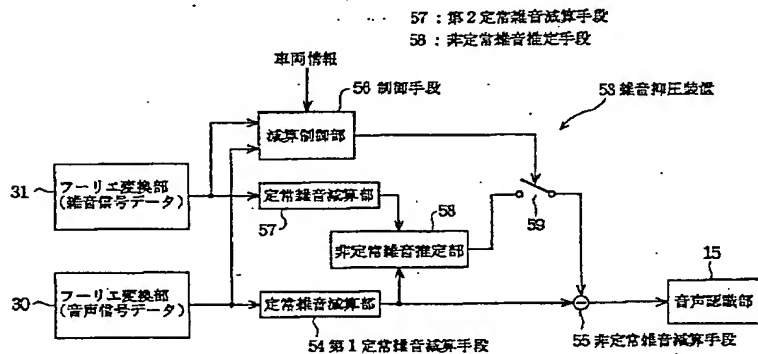 57:第2定常雑音減算手段
58:非定常雑音推定手段
車両情報
56 制御手段
53 雑音抑圧装置
減算制御部
31
フーリエ変換部
(雑音信号データ)
定常雑音減算部
57
58
59
非定常雑音推定部
15
30
フーリエ変換部
(音声信号データ)
定常雑音減算部
音声認識部
54 第1定常雑音減算手段
55 非定常雑音減算手段